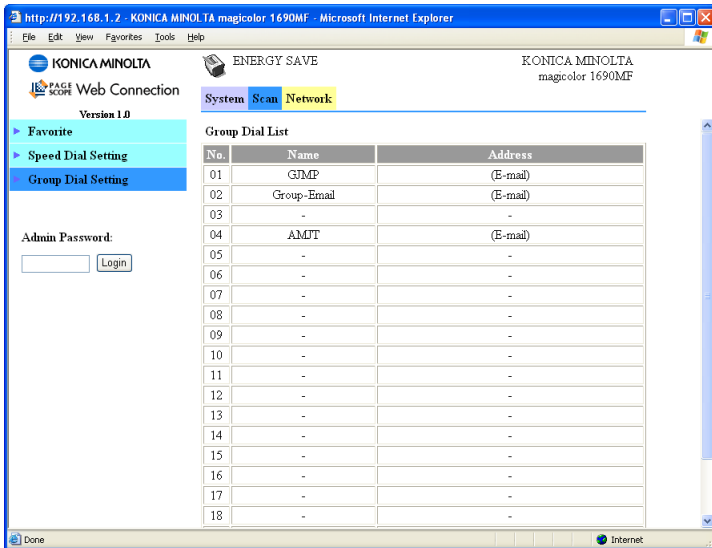 http://192.168.1.2 - KONICA MINOLTA magicolor 1690MF - Microsoft Internet Explorer
File Edit View Favorites Tools Help
KONICA MINOLTA
PAGE SCOPE Web Connection
Version 1.0
ENERGY SAVE
KONICA MINOLTA
magicolor 1690MF
System Scan Network
Favorite
Speed Dial Setting
Group Dial Setting
Admin Password:
Login
Group Dial List
No. Name Address
01 GJMP (E-mail)
02 Group-Email (E-mail)
03 - -
04 AMJT (E-mail)
05 - -
06 - -
07 - -
08 - -
09 - -
10 - -
11 - -
12 - -
13 - -
14 - -
15 - -
16 - -
17 - -
18 - -
Done Internet